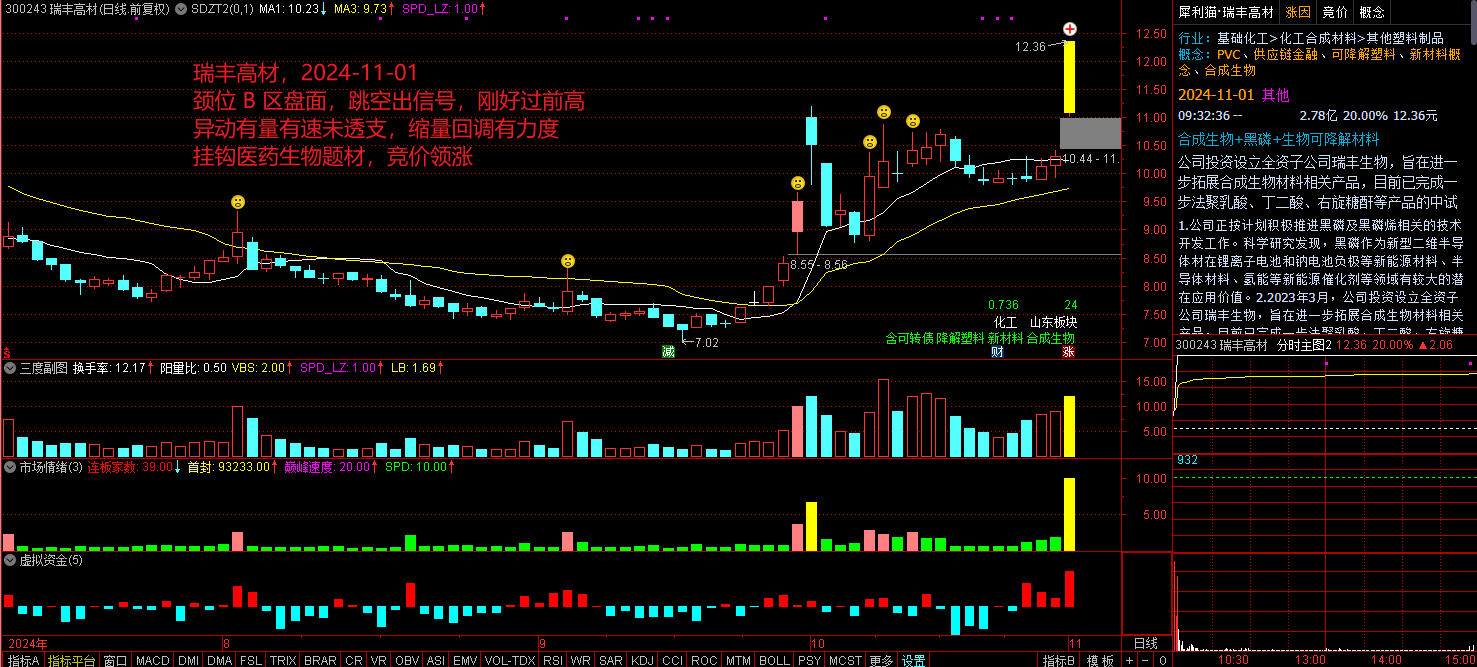 300243 瑞丰高材(日线.前复权) SDZT2(0,1) MA1: 10.23↓ MA3: 9.73↑ SPD_LZ: 1.00↑
瑞丰高材，2024-11-01
颈位 B 区盘面，跳空出信号，刚好过前高
异动有量有速未透支，缩量回调有力度
挂钩医药生物题材，竞价领涨
12.36
12.50
12.00
11.50
11.00
10.50
10.00
9.50
9.00
8.50
8.00
7.50
7.00
10.44 - 11.
8.55 - 8.56
7.02
0.736 24
化工 山东板块
含可转债 降解塑料 新材料 合成生物
减 财 涨
三度副图 换手率: 12.17↑ 阳量比: 0.50 VBS: 2.00↑ SPD_LZ: 1.00↑ LB: 1.69↑
15.00
10.00
5.00
市场情绪(3) 连板家数: 39.00↓ 首封: 93233.00↑ 巅峰速度: 20.00↑ SPD: 10.00↑
10.00
5.00
虚拟资金(5)
2024年 8 9 10 11 日线
指标A 指标平台 窗口 MACD DMI DMA FSL TRIX BRAR CR VR OBV ASI EMV VOL-TDX RSI WR SAR KDJ CCI ROC MTM BOLL PSY MCST 更多 设置 指标B 模板 + - 0
犀利猫·瑞丰高材 涨因 竞价 概念
行业: 基础化工>化工合成材料>其他塑料制品
概念: PVC、供应链金融、可降解塑料、新材料概
念、合成生物
2024-11-01 其他
09:32:36 -- 2.78亿 20.00% 12.36元
合成生物+黑磷+生物可降解材料
公司投资设立全资子公司瑞丰生物，旨在进一
步拓展合成生物材料相关产品，目前已完成一
步法聚乳酸、丁二酸、右旋糖酐等产品的中试
1.公司正按计划积极推进黑磷及黑磷烯相关的技术
开发工作。科学研究发现，黑磷作为新型二维半导
体材在锂离子电池和钠电池负极等新能源材料、半
导体材料、氢能等新能源催化剂等领域有较大的潜
在应用价值。2.2023年3月，公司投资设立全资子
公司瑞丰生物，旨在进一步拓展合成生物材料相关
产品，目前已完成一步法聚乳酸、丁二酸、右旋糖
300243 瑞丰高材 分时主图2 12.36 20.00% ▲2.06
932
10:30 13:00 14:00 15:00